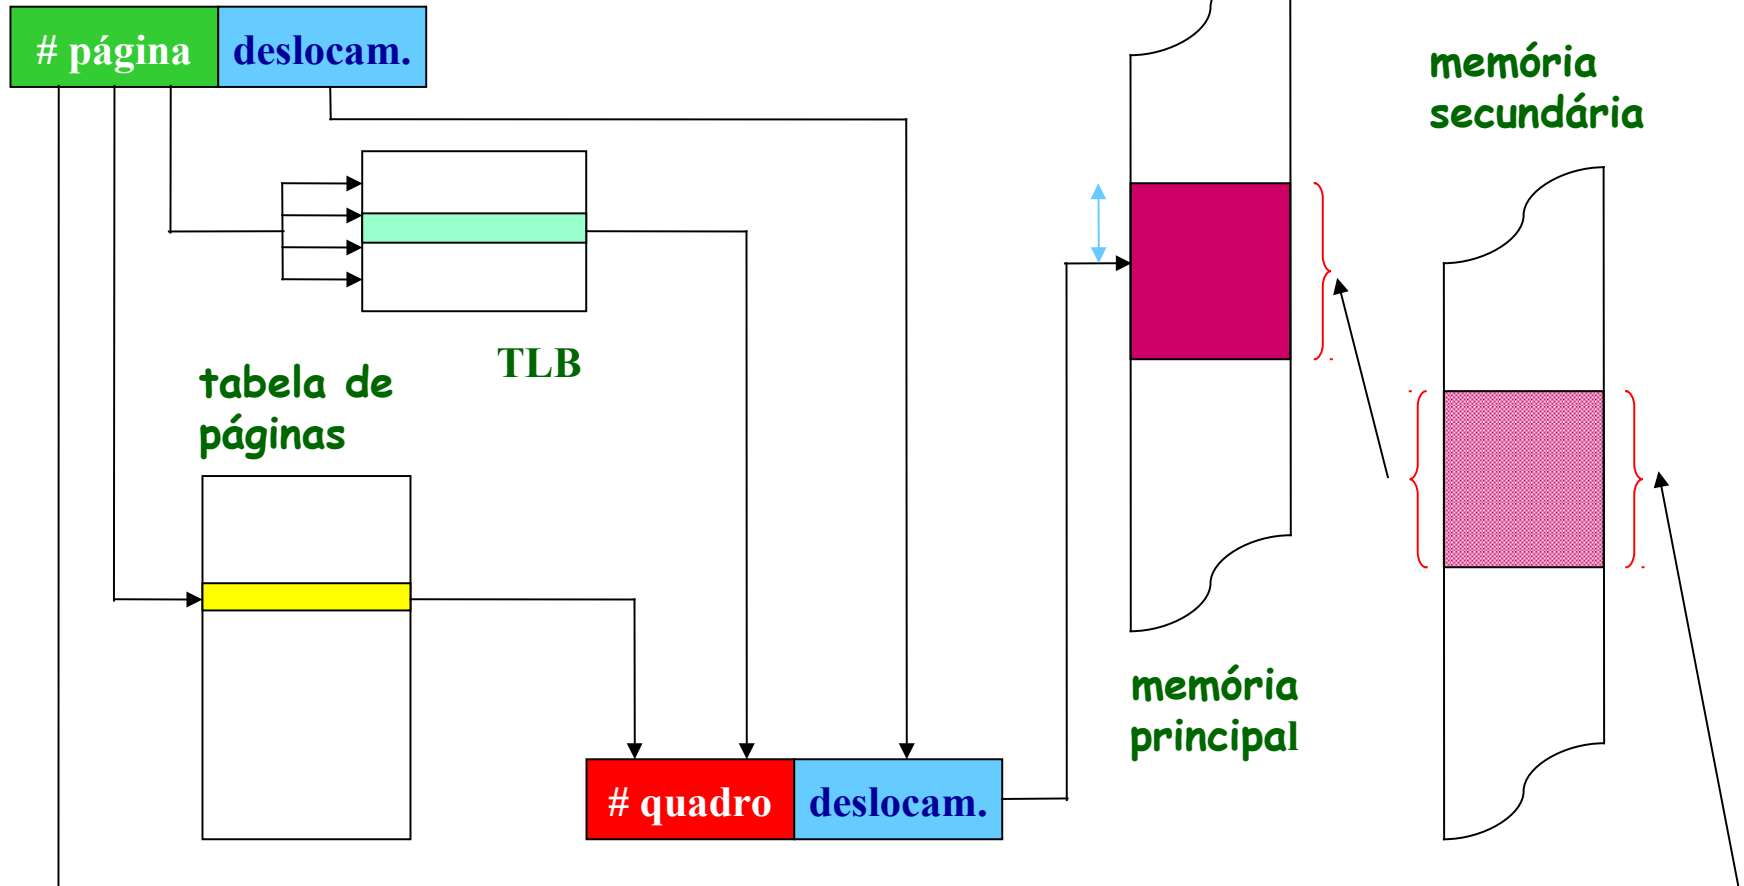 # página deslocam.
memória
secundária
TLB
tabela de
páginas
memória
principal
# quadro deslocam.